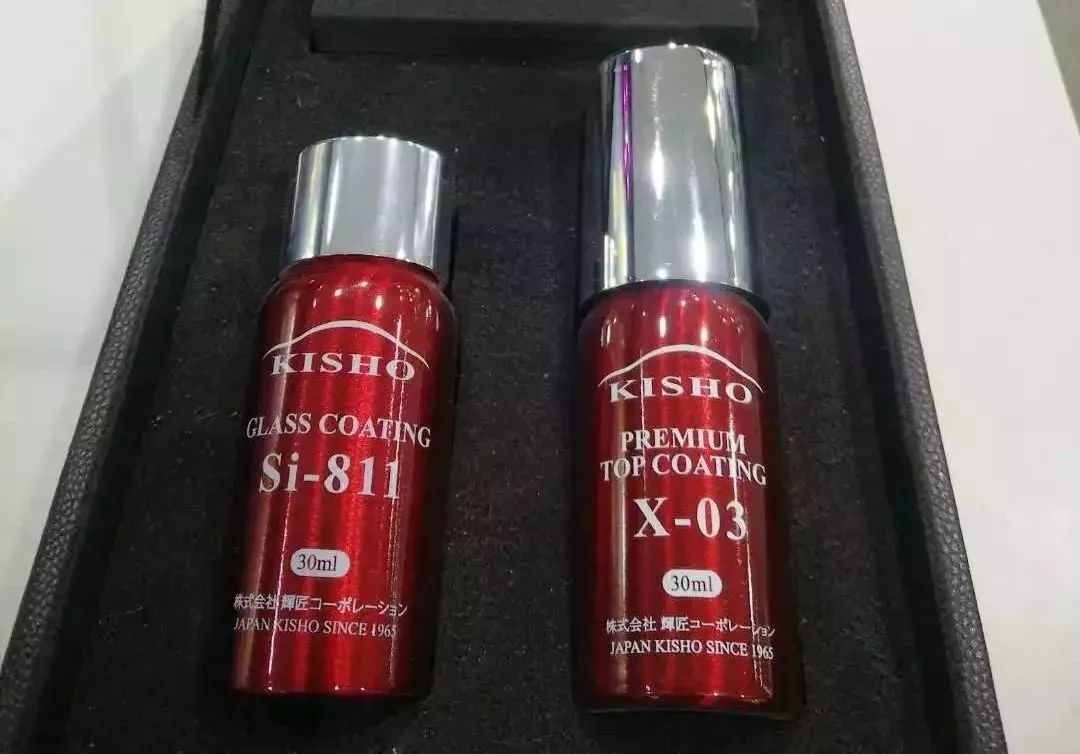 KISHO
GLASS COATING
Si-811
30ml
株式会社 輝匠コーポレーション
JAPAN KISHO SINCE 1965
KISHO
PREMIUM
TOP COATING
X-03
30ml
株式会社 輝匠コーポレーション
JAPAN KISHO SINCE 1965